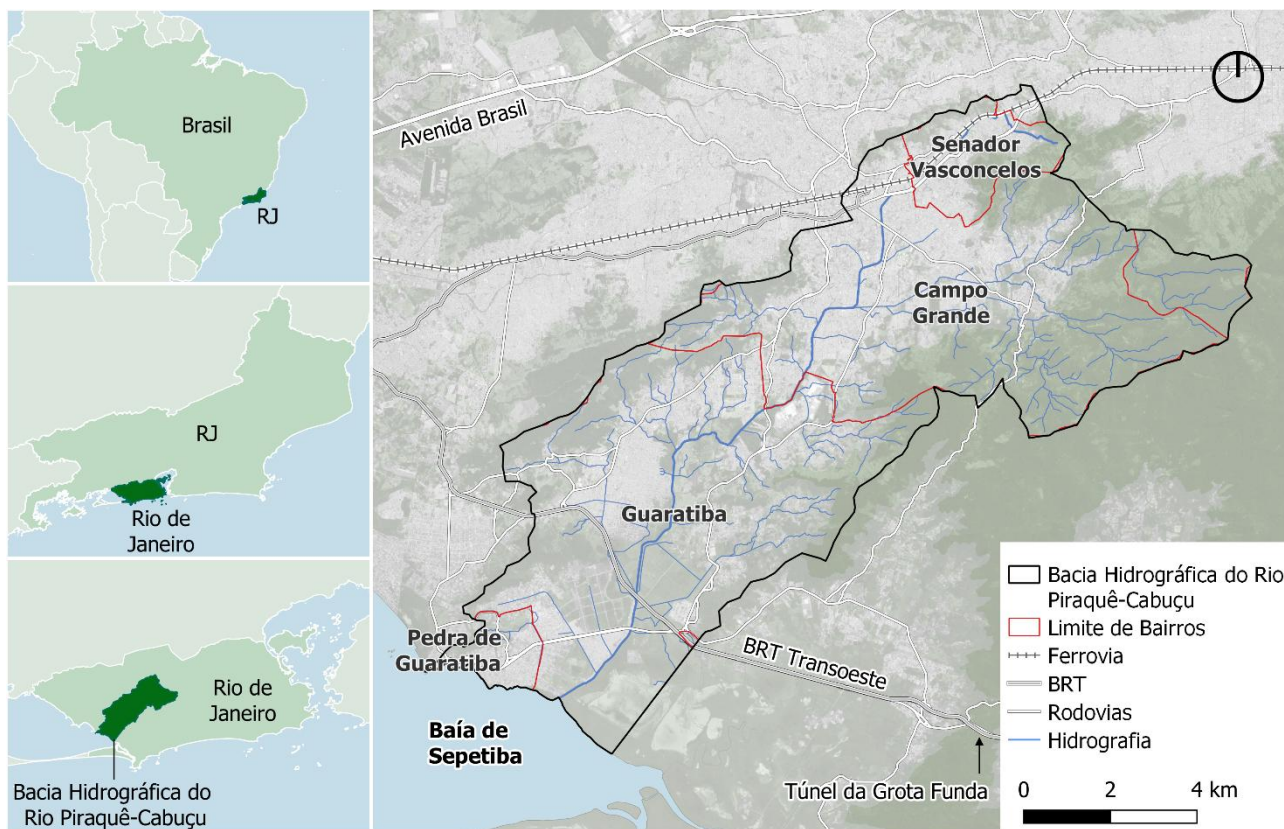 Brasil
RJ
RJ
Rio de
Janeiro
Rio de
Janeiro
Bacia Hidrográfica do
Rio Piraquê-Cabuçu
Avenida Brasil
Senador
Vasconcelos
Campo
Grande
Guaratiba
Pedra de
Guaratiba
BRT Transoeste
Baía de
Sepetiba
Túnel da Grota Funda
Bacia Hidrográfica do Rio
Piraquê-Cabuçu
Limite de Bairros
Ferrovia
BRT
Rodovias
Hidrografia
0 2 4 km